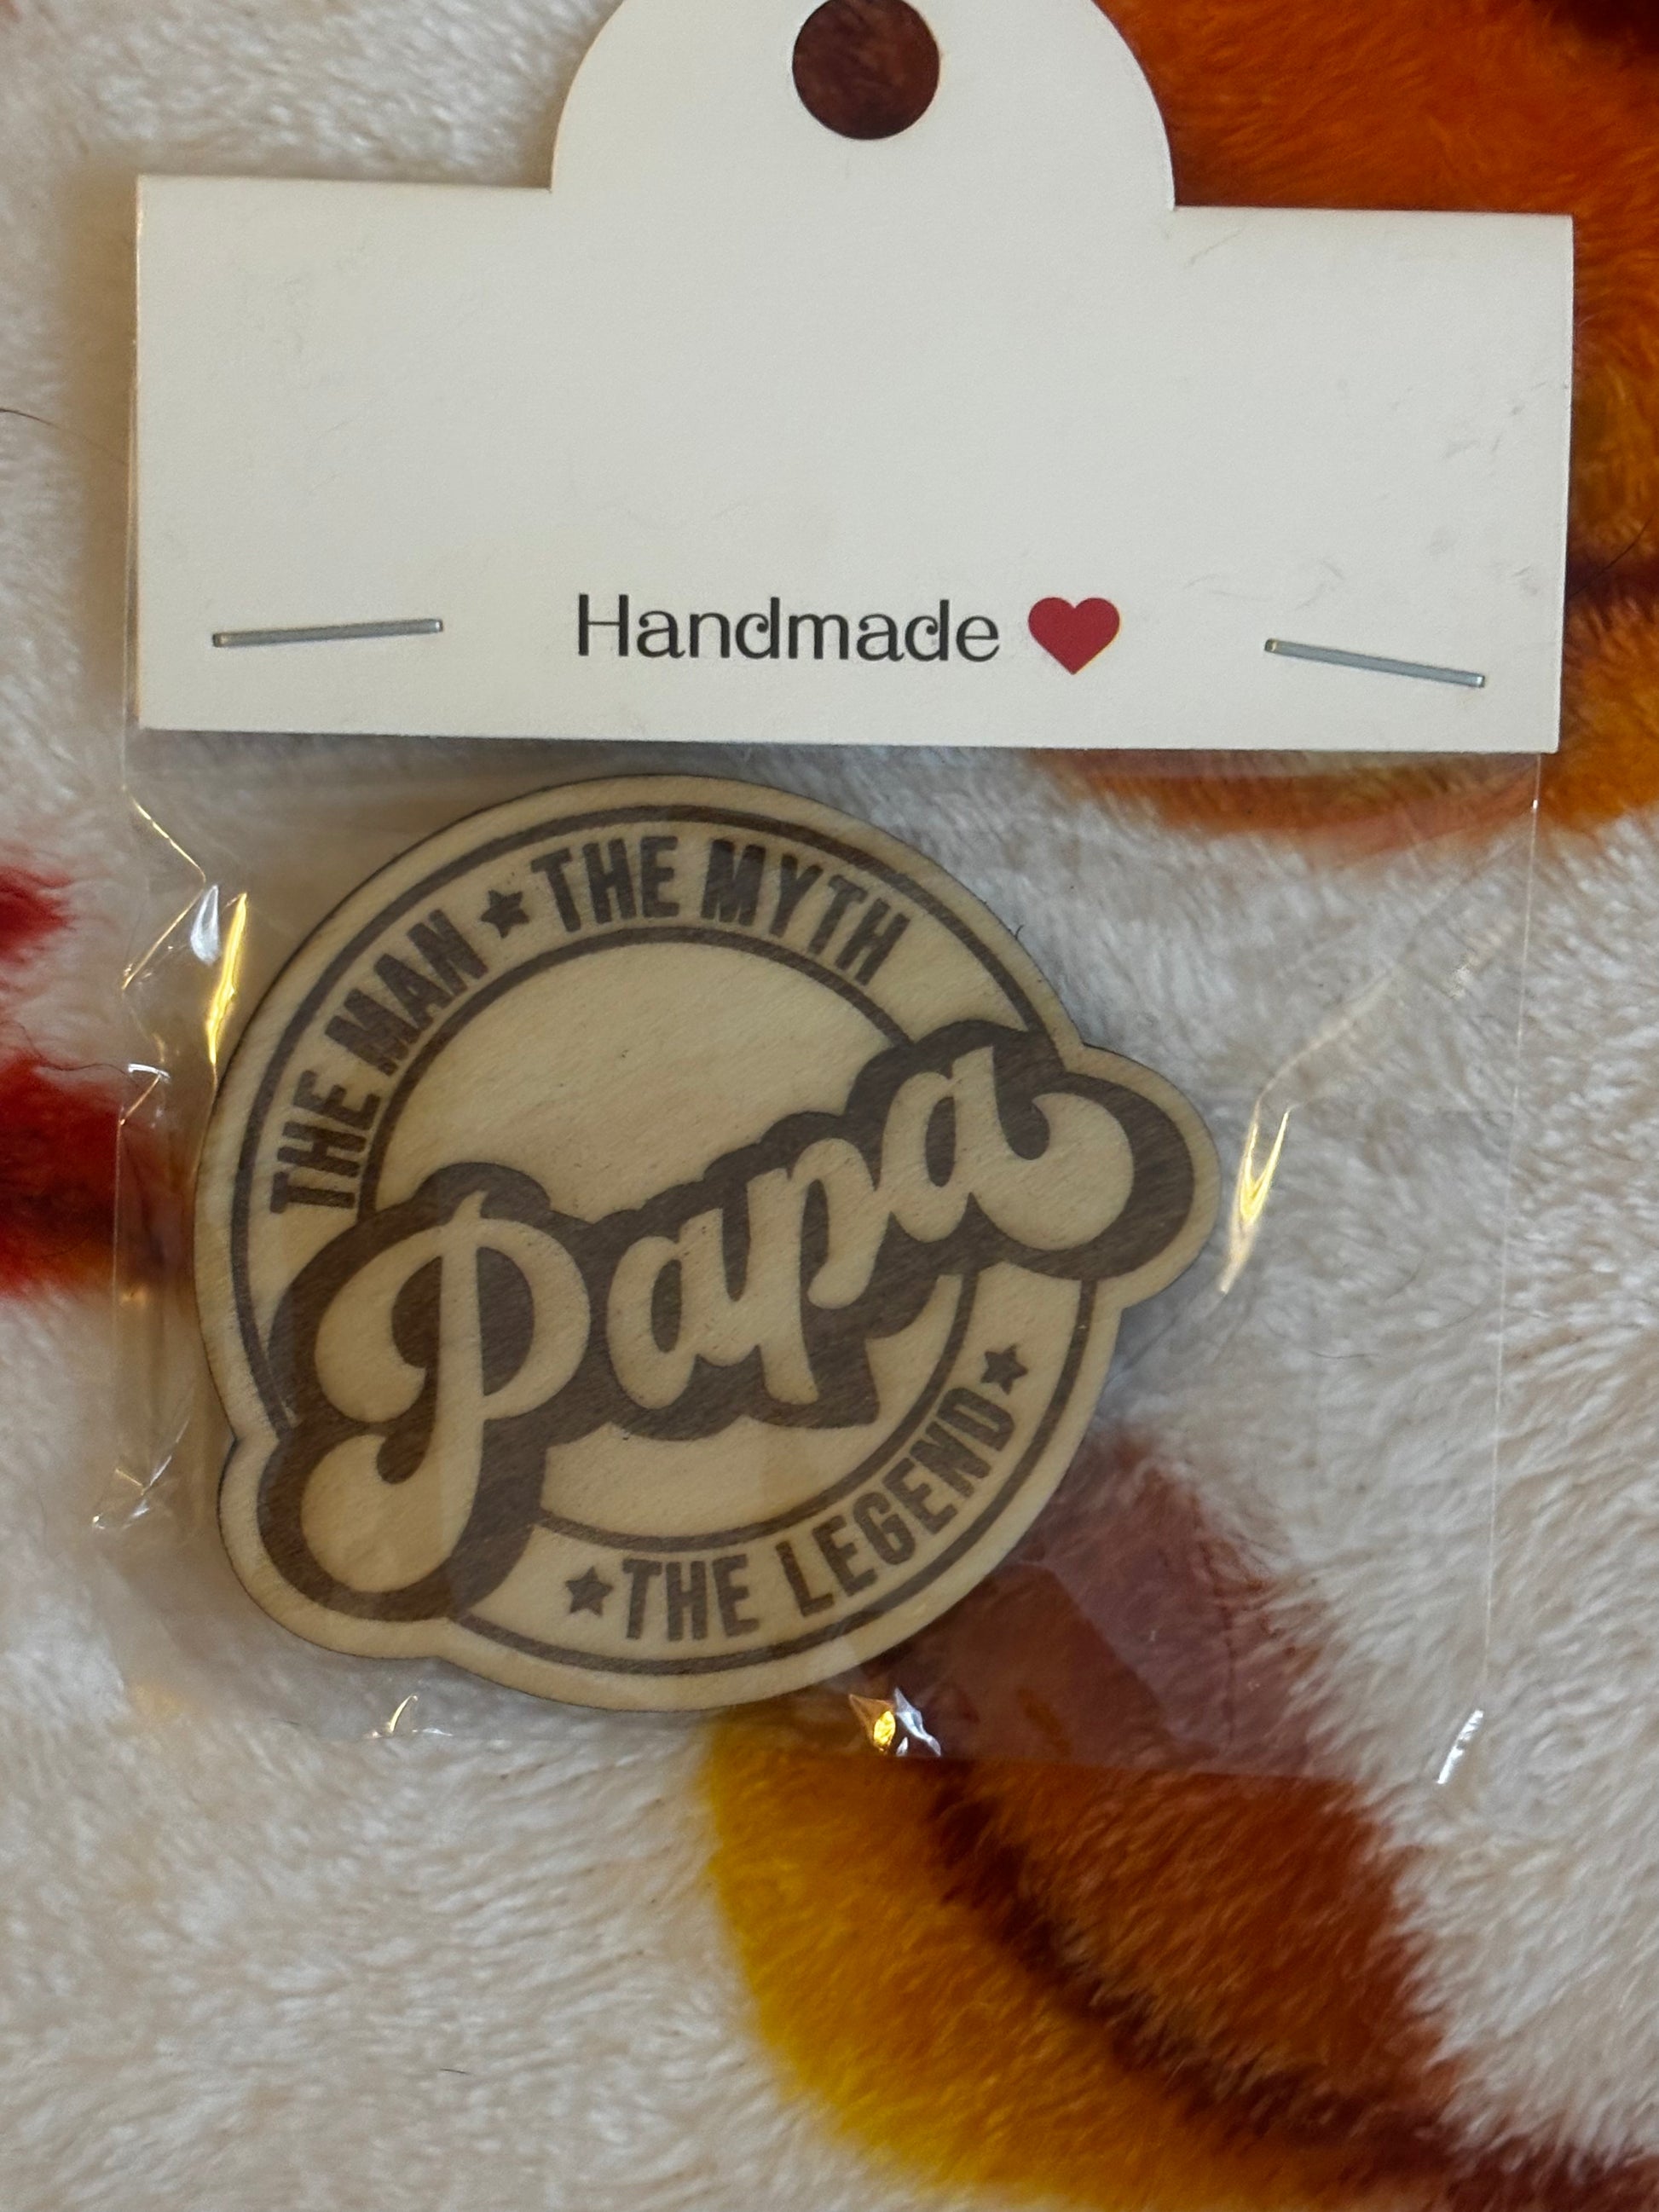 Handmade ❤
THE MAN ★ THE MYTH
Papa
★ THE LEGEND ★